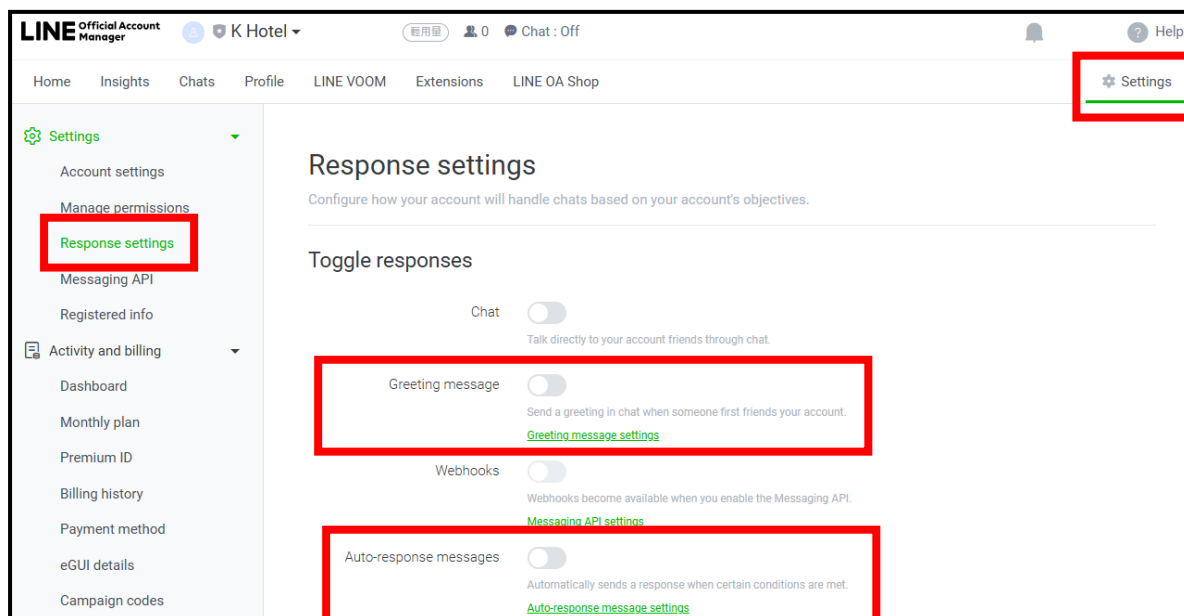 LINE Official Account Manager
K Hotel
輕用量
0
Chat : Off
Help
Home
Insights
Chats
Profile
LINE VOOM
Extensions
LINE OA Shop
Settings
Settings
Account settings
Manage permissions
Response settings
Messaging API
Registered info
Activity and billing
Dashboard
Monthly plan
Premium ID
Billing history
Payment method
eGUI details
Campaign codes
Response settings
Configure how your account will handle chats based on your account's objectives.
Toggle responses
Chat
Talk directly to your account friends through chat.
Greeting message
Send a greeting in chat when someone first friends your account.
Greeting message settings
Webhooks
Webhooks become available when you enable the Messaging API.
Messaging API settings
Auto-response messages
Automatically sends a response when certain conditions are met.
Auto-response message settings